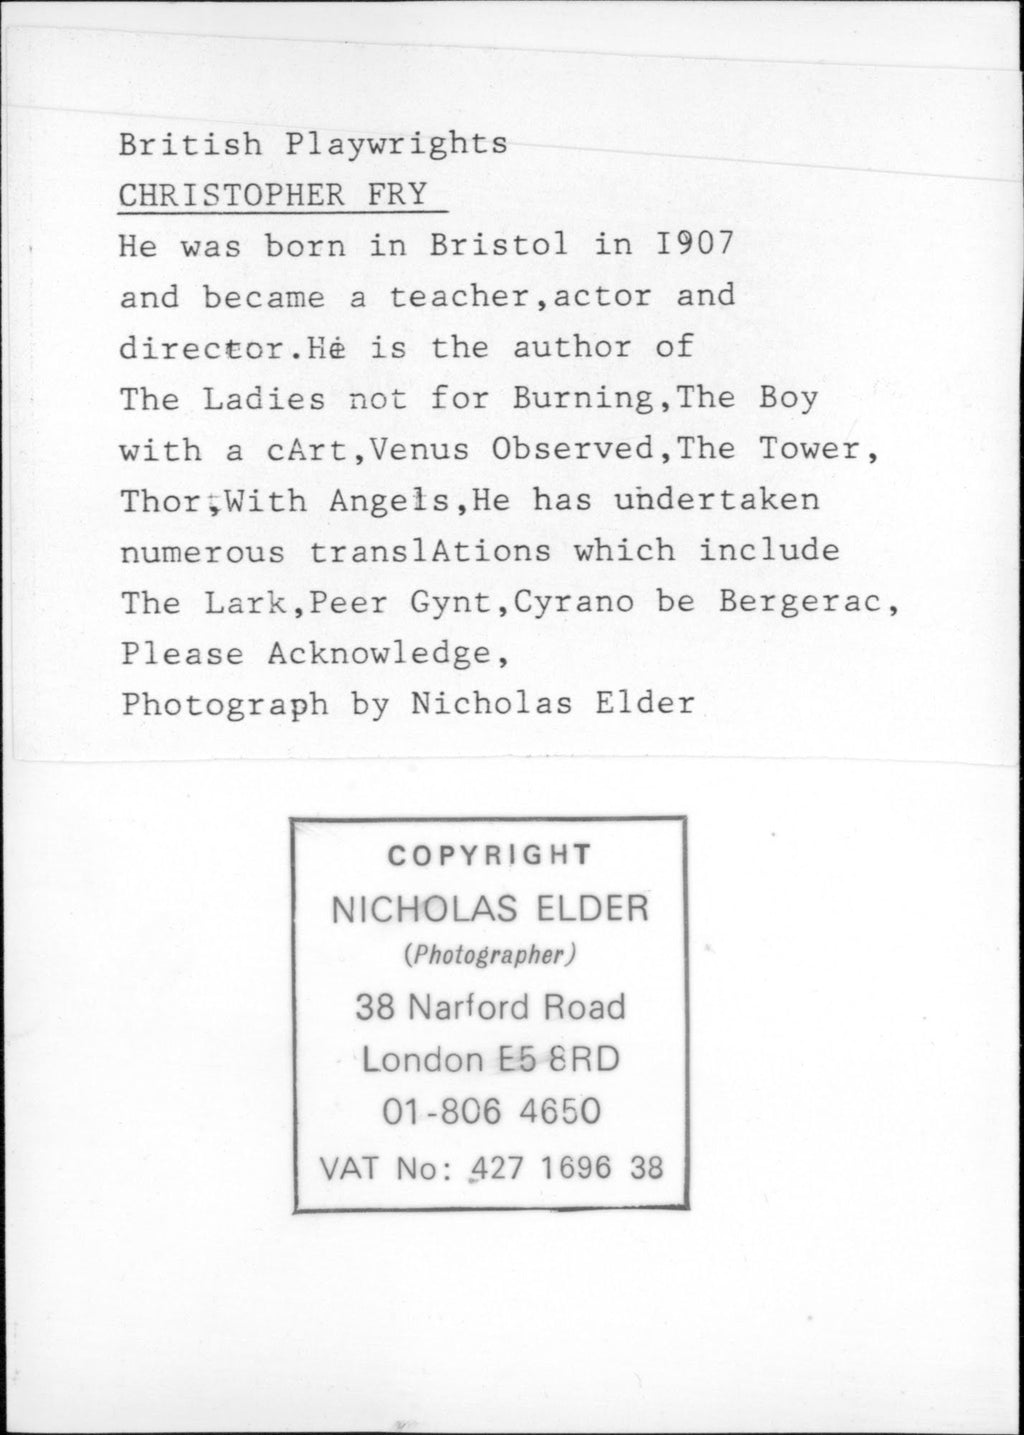 British Playwrights
CHRISTOPHER FRY
He was born in Bristol in I907
and became a teacher,actor and
director.He is the author of
The Ladies not for Burning,The Boy
with a cArt,Venus Observed,The Tower,
Thor,With Angels,He has undertaken
numerous translAtions which include
The Lark,Peer Gynt,Cyrano be Bergerac,
Please Acknowledge,
Photograph by Nicholas Elder
COPYRIGHT
NICHOLAS ELDER
(Photographer)
38 Narford Road
London E5 8RD
01-806 4650
VAT No: 427 1696 38